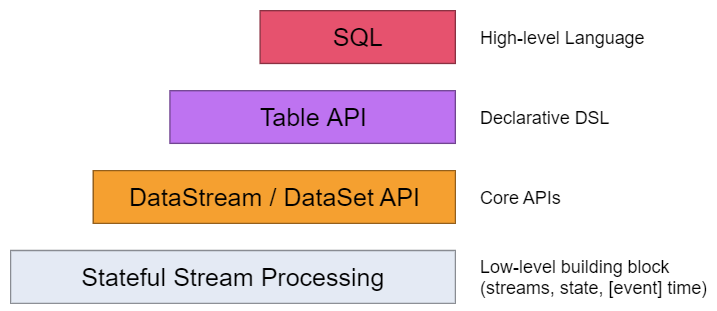 SQL
High-level Language
Table API
Declarative DSL
DataStream / DataSet API
Core APIs
Stateful Stream Processing
Low-level building block
(streams, state, [event] time)